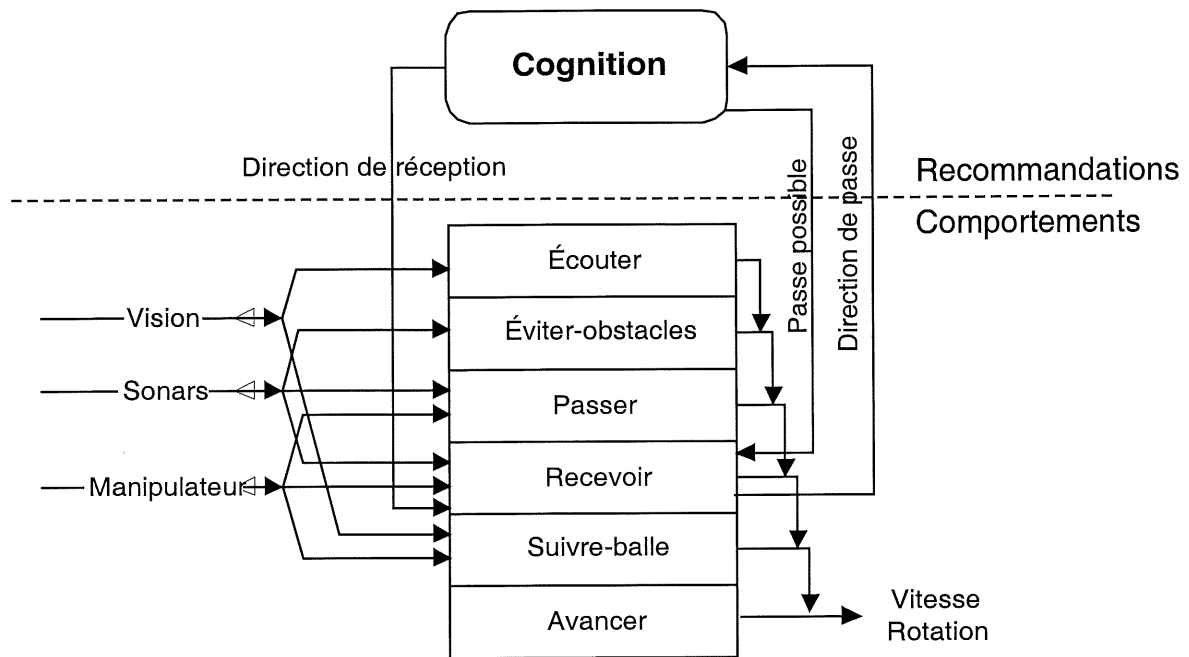 Cognition
Direction de réception
Passe possible
Direction de passe
Recommandations
Comportements
Écouter
Vision
Éviter-obstacles
Sonars
Passer
Manipulateur
Recevoir
Suivre-balle
Avancer
Vitesse
Rotation